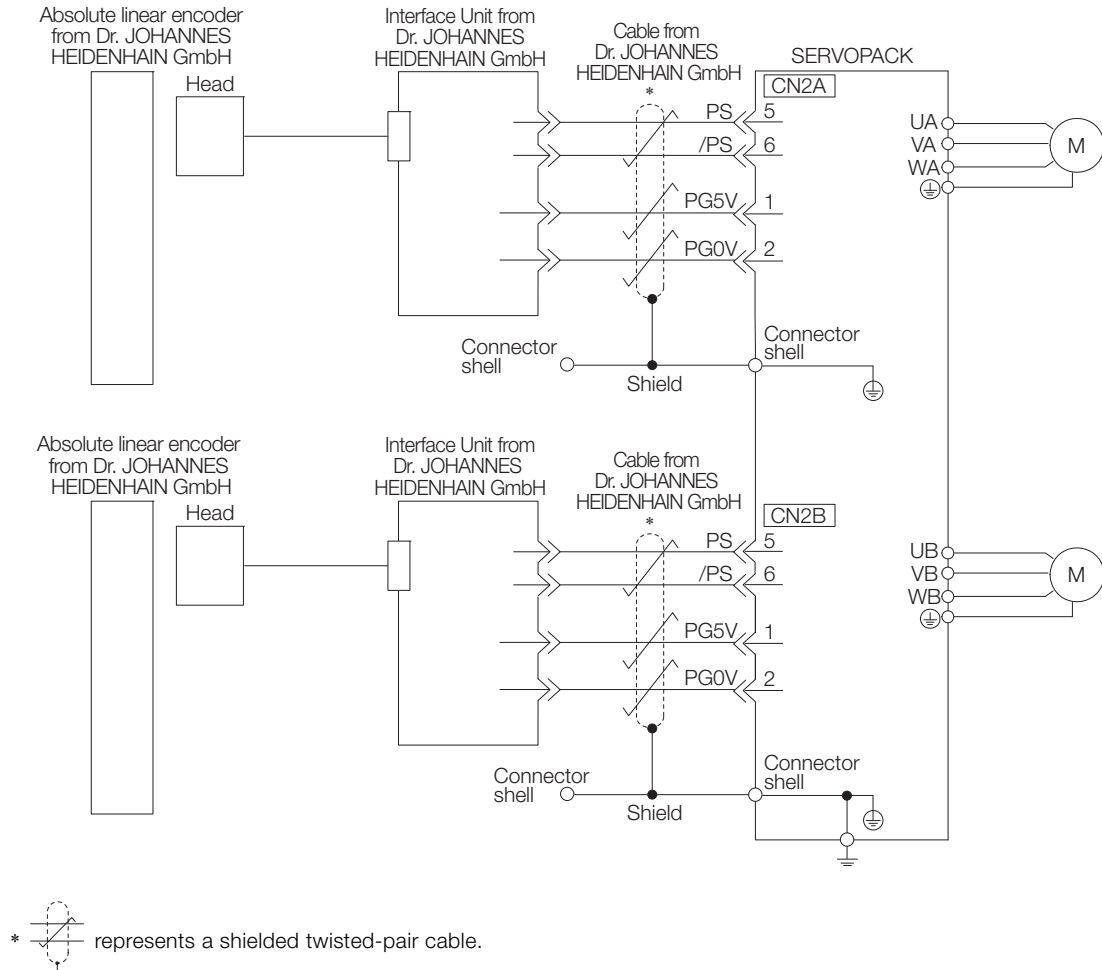 Absolute linear encoder
from Dr. JOHANNES
HEIDENHAIN GmbH
Head
Interface Unit from
Dr. JOHANNES
HEIDENHAIN GmbH
Cable from
Dr. JOHANNES
HEIDENHAIN GmbH
*
SERVOPACK
CN2A
PS 5
/PS 6
PG5V 1
PG0V 2
Connector
shell
Shield
Connector
shell
UA
VA
WA
M
Absolute linear encoder
from Dr. JOHANNES
HEIDENHAIN GmbH
Head
Interface Unit from
Dr. JOHANNES
HEIDENHAIN GmbH
Cable from
Dr. JOHANNES
HEIDENHAIN GmbH
*
CN2B
PS 5
/PS 6
PG5V 1
PG0V 2
Connector
shell
Shield
Connector
shell
UB
VB
WB
M
* represents a shielded twisted-pair cable.